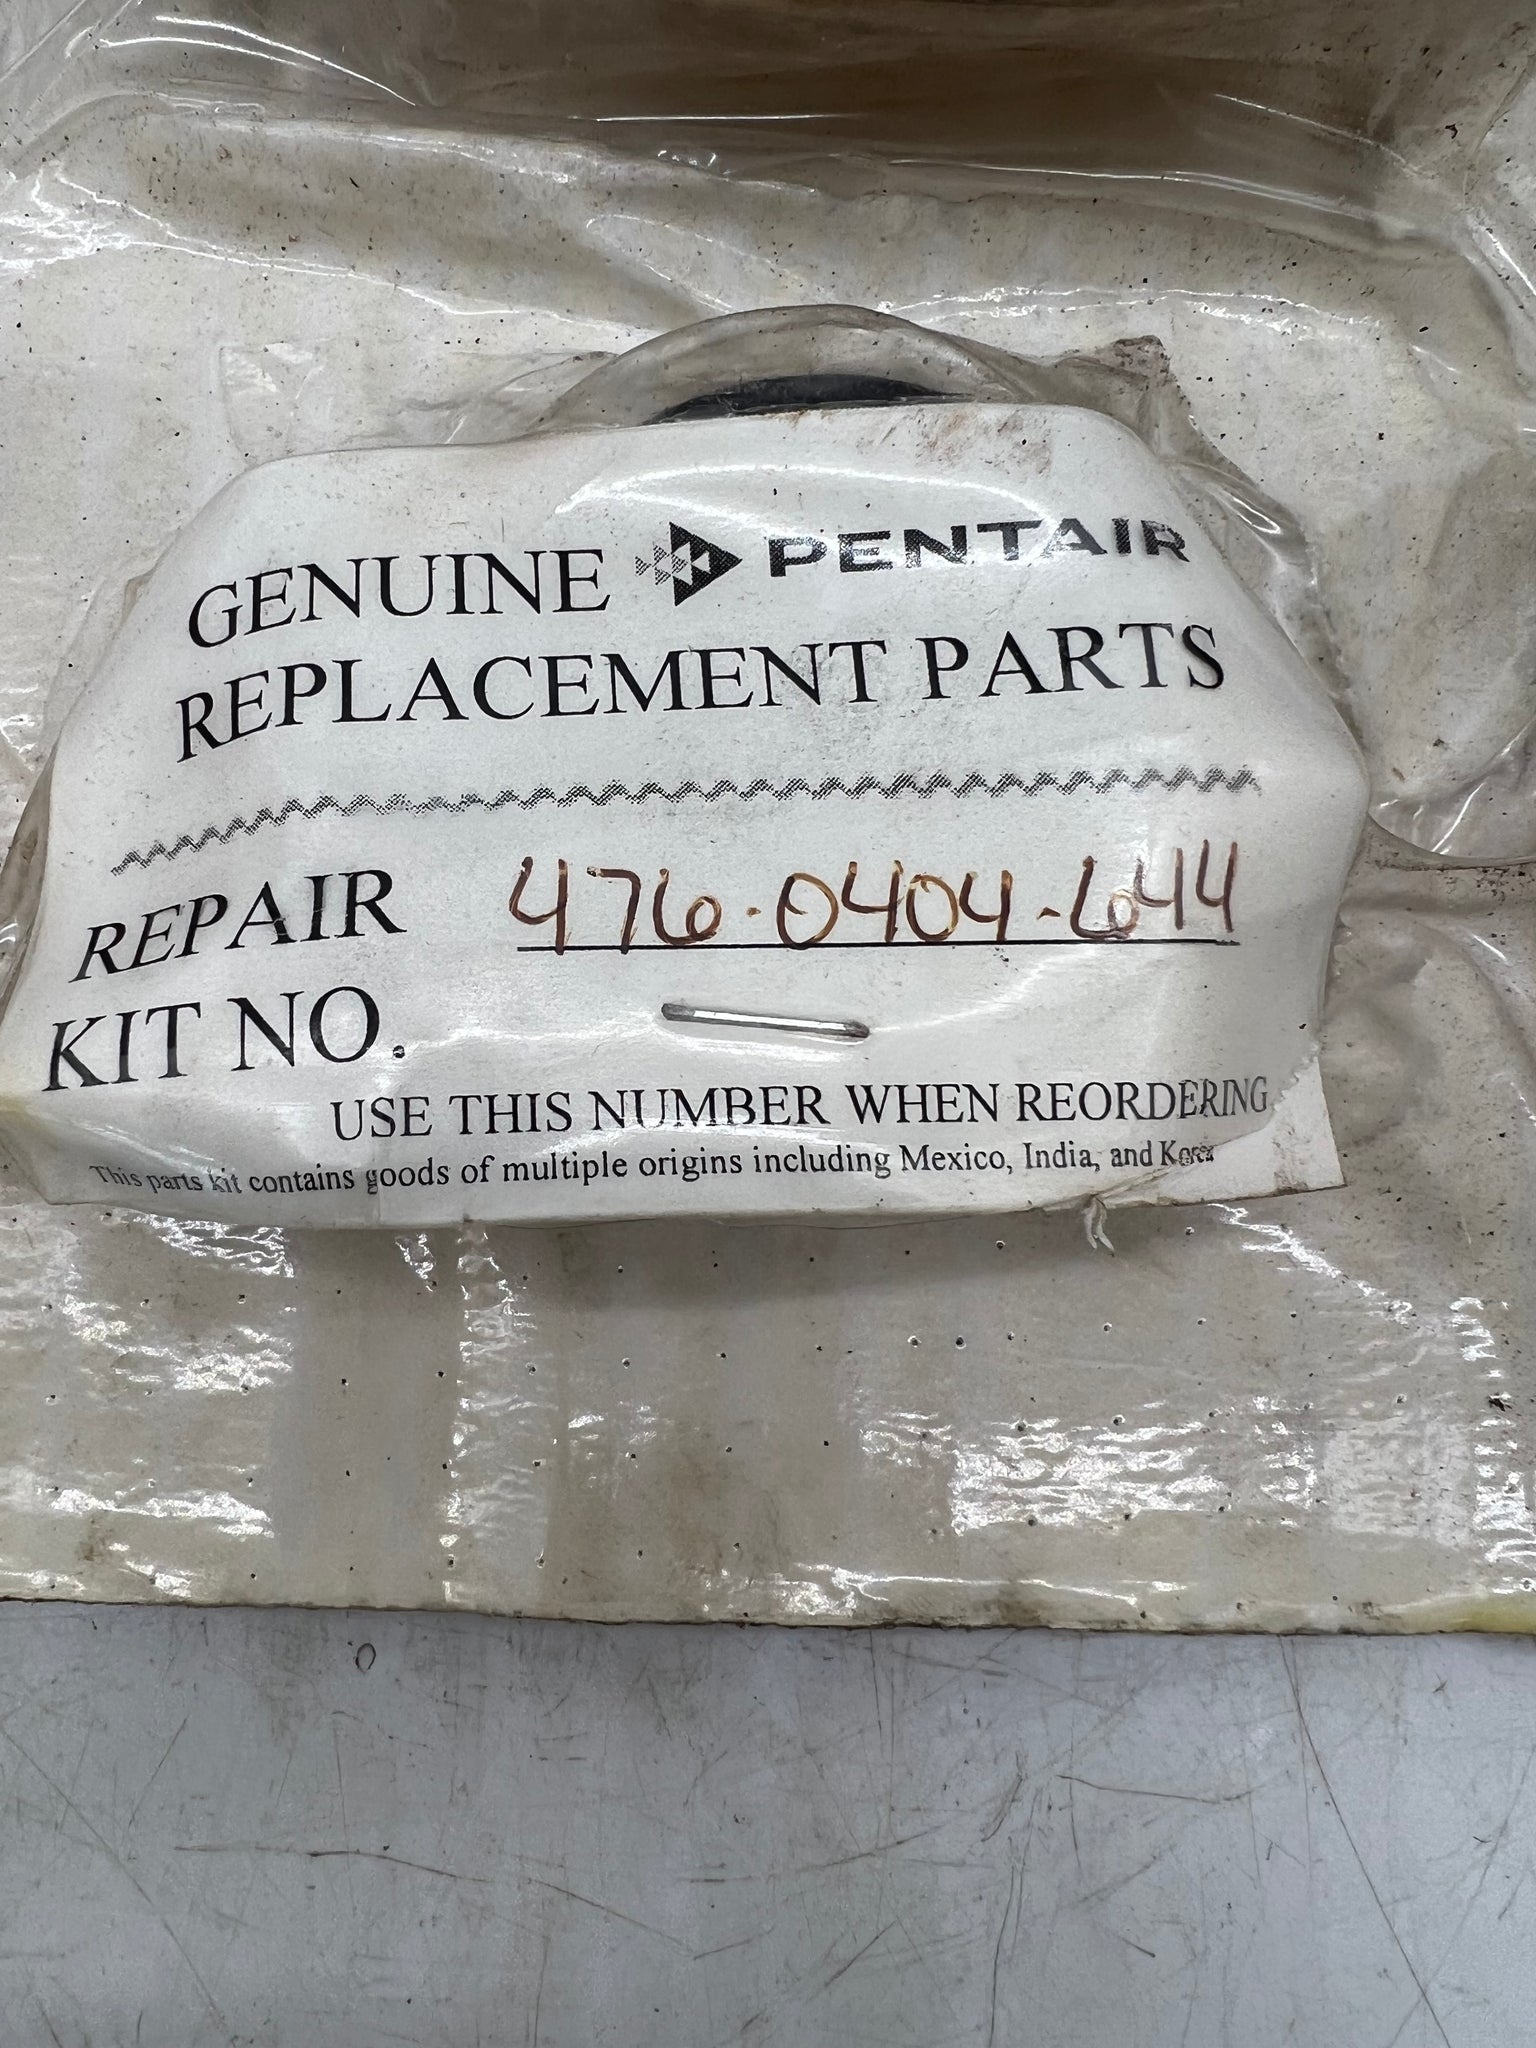 GENUINE PENTAIR
REPLACEMENT PARTS
REPAIR 476-0404-644
KIT NO.
USE THIS NUMBER WHEN REORDERING
This parts kit contains goods of multiple origins including Mexico, India, and Korea